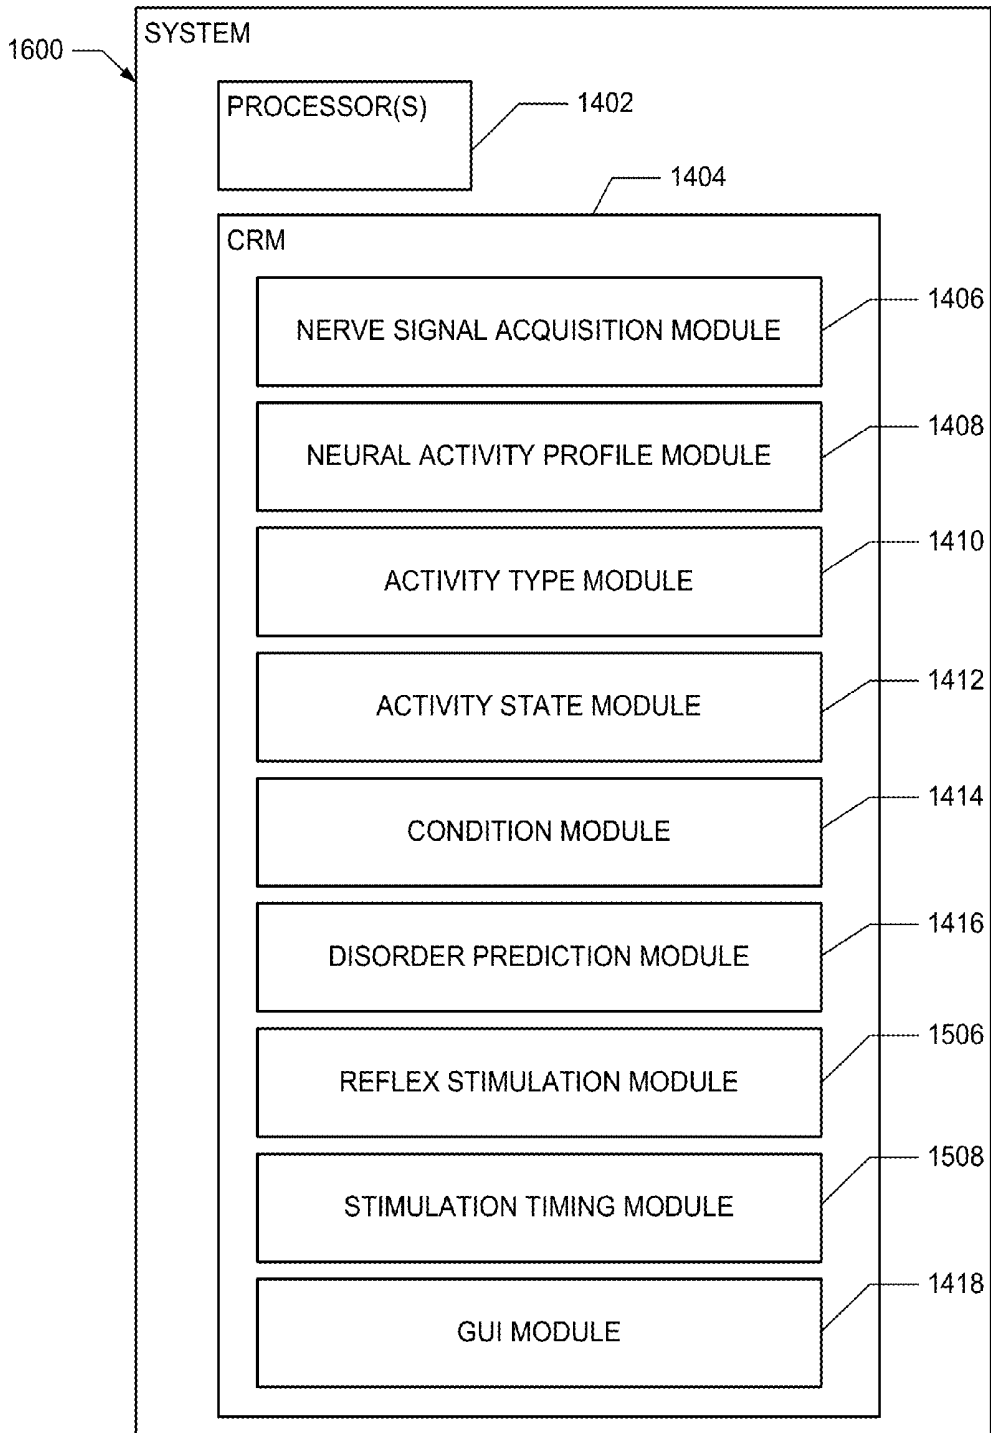 SYSTEM
1600
PROCESSOR(S)
1402
1404
CRM
NERVE SIGNAL ACQUISITION MODULE
1406
NEURAL ACTIVITY PROFILE MODULE
1408
ACTIVITY TYPE MODULE
1410
ACTIVITY STATE MODULE
1412
CONDITION MODULE
1414
DISORDER PREDICTION MODULE
1416
REFLEX STIMULATION MODULE
1506
STIMULATION TIMING MODULE
1508
GUI MODULE
1418